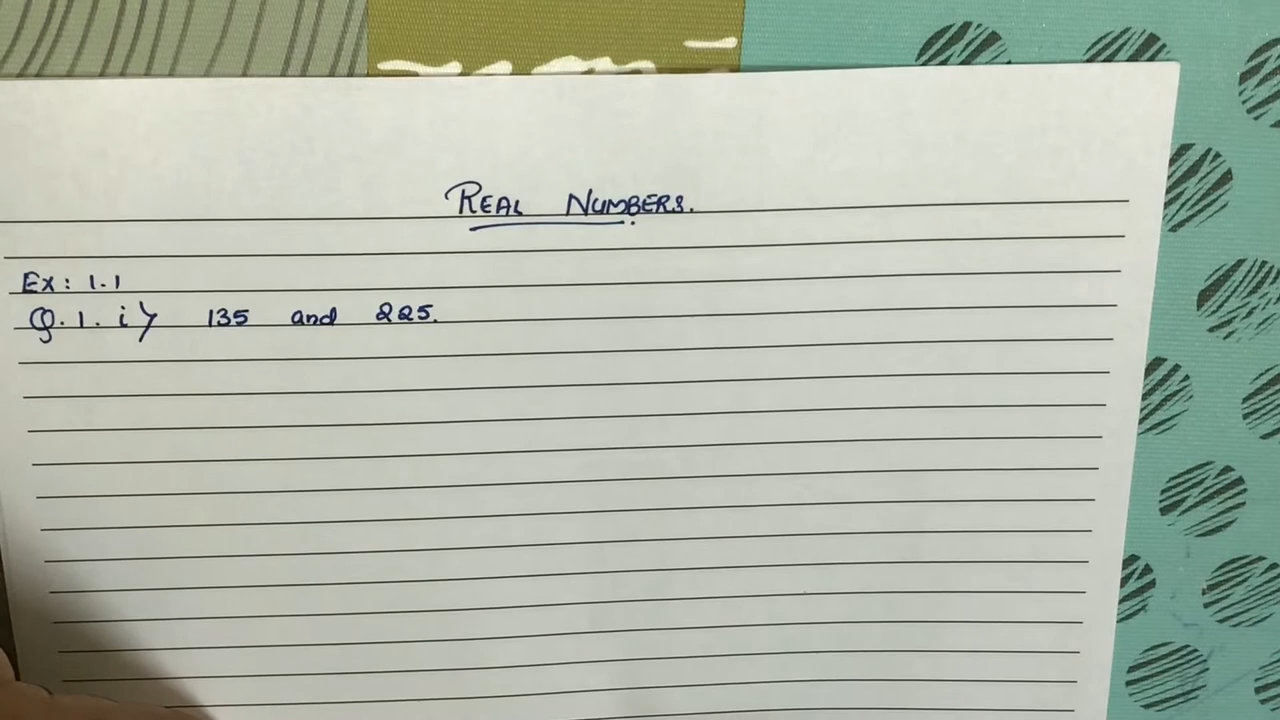 REAL NUMBERS.
Ex: 1.1
Q.1. i) 135 and 225.